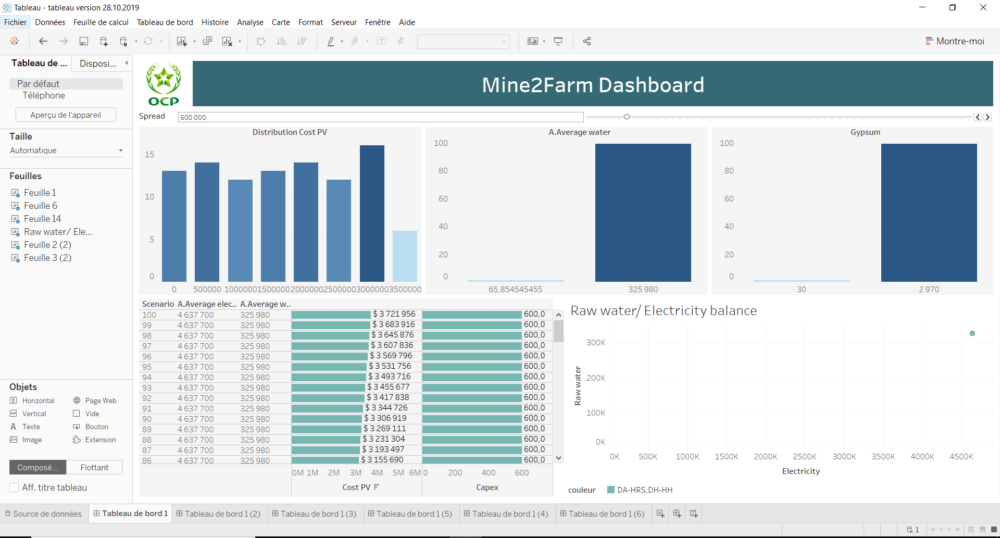 Tableau - tableau version 28.10.2019
Fichier Données Feuille de calcul Tableau de bord Histoire Analyse Carte Format Serveur Fenêtre Aide
Montre-moi
Tableau de ... Disposi...
Par défaut
Téléphone
Aperçu de l'appareil
Taille
Automatique
Feuilles
Feuille 1
Feuille 6
Feuille 14
Raw water/ Ele...
Feuille 2 (2)
Feuille 3 (2)
Objets
Horizontal Page Web
Vertical Vide
A Texte Bouton
Image Extension
Composé... Flottant
Aff. titre tableau
OCP
Mine2Farm Dashboard
Spread 500 000
Distribution Cost PV
15
10
5
0
0 500000 1000000 1500000 2000000 2500000 3000000 3500000
A.Average water
100
80
60
40
20
0
65,854545455 325 980
Gypsum
100
80
60
40
20
0
30 2 970
Scenario A.Average elec.. A.Average w..
100 4 637 700 325 980 $ 3 721 956 600,0
99 4 637 700 325 980 $ 3 683 916 600,0
98 4 637 700 325 980 $ 3 645 876 600,0
97 4 637 700 325 980 $ 3 607 836 600,0
96 4 637 700 325 980 $ 3 569 796 600,0
95 4 637 700 325 980 $ 3 531 756 600,0
94 4 637 700 325 980 $ 3 493 716 600,0
93 4 637 700 325 980 $ 3 455 677 600,0
92 4 637 700 325 980 $ 3 417 838 600,0
91 4 637 700 325 980 $ 3 344 726 600,0
90 4 637 700 325 980 $ 3 306 919 600,0
89 4 637 700 325 980 $ 3 269 111 600,0
88 4 637 700 325 980 $ 3 231 304 600,0
87 4 637 700 325 980 $ 3 193 497 600,0
86 4 637 700 325 980 $ 3 155 690 600,0
0M 1M 2M 3M 4M 5M 6M 0 200 400 600
Cost PV Capex
Raw water/ Electricity balance
Raw water
300K
200K
100K
0K
0K 500K 1000K 1500K 2000K 2500K 3000K 3500K 4000K 4500K
Electricity
couleur DA-HRS,DH-HH
Source de données Tableau de bord 1 Tableau de bord 1 (2) Tableau de bord 1 (3) Tableau de bord 1 (5) Tableau de bord 1 (4) Tableau de bord 1 (6)
1